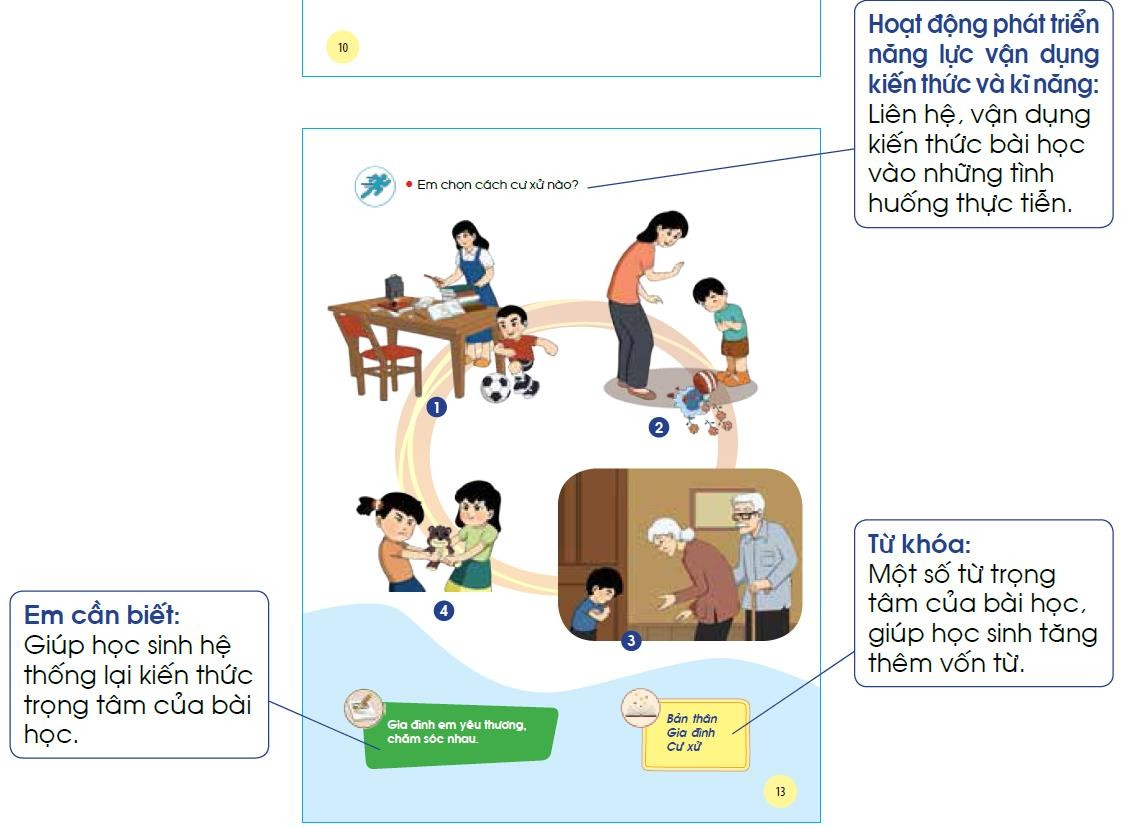 10
Hoạt động phát triển
năng lực vận dụng
kiến thức và kĩ năng:
Liên hệ, vận dụng
kiến thức bài học
vào những tình
huống thực tiễn.
• Em chọn cách cư xử nào?
1
2
4
3
Từ khóa:
Một số từ trọng
tâm của bài học,
giúp học sinh tăng
thêm vốn từ.
Em cần biết:
Giúp học sinh hệ
thống lại kiến thức
trọng tâm của bài
học.
Gia đình em yêu thương,
chăm sóc nhau.
Bản thân
Gia đình
Cư xử
13